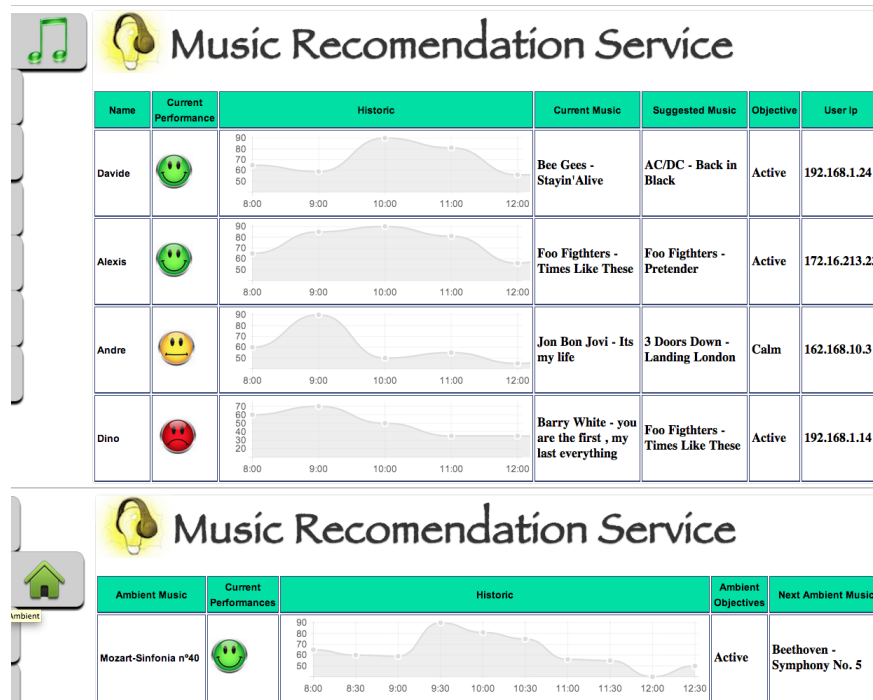 Music Recomendation Service
Name
Current
Performance
Historic
Current Music
Suggested Music
Objective
User Ip
Davide
90
80
70
60
50
8:00 9:00 10:00 11:00 12:00
Bee Gees -
Stayin'Alive
AC/DC - Back in
Black
Active
192.168.1.24
Alexis
90
80
70
60
50
8:00 9:00 10:00 11:00 12:00
Foo Figthters -
Times Like These
Foo Figthters -
Pretender
Active
172.16.213.2
Andre
90
80
70
60
50
8:00 9:00 10:00 11:00 12:00
Jon Bon Jovi - Its
my life
3 Doors Down -
Landing London
Calm
162.168.10.3
Dino
70
60
50
40
30
20
8:00 9:00 10:00 11:00 12:00
Barry White - you
are the first , my
last everything
Foo Figthters -
Times Like These
Active
192.168.1.14
Music Recomendation Service
Ambient
Ambient Music
Current
Performances
Historic
Ambient
Objectives
Next Ambient Music
Mozart-Sinfonia nº40
90
80
70
60
50
8:00 8:30 9:00 9:30 10:00 10:30 11:00 11:30 12:00 12:30
Active
Beethoven -
Symphony No. 5